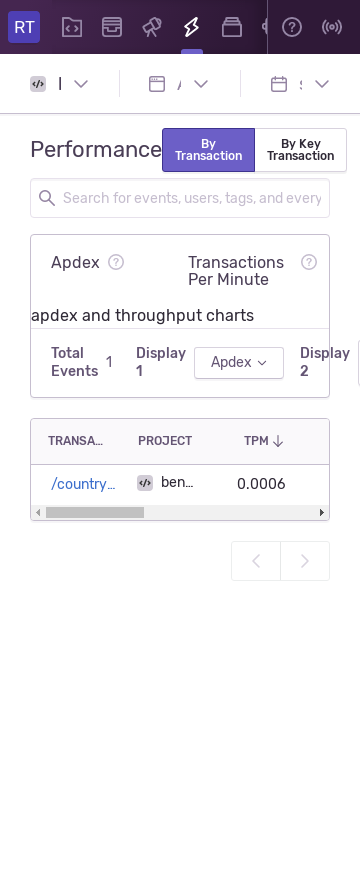 RT
Performance
By
Transaction
By Key
Transaction
Search for events, users, tags, and every
Apdex
Transactions
Per Minute
apdex and throughput charts
Total
Events
1
Display
1
Apdex
Display
2
TRANSA...
PROJECT
TPM
/country...
ben...
0.0006